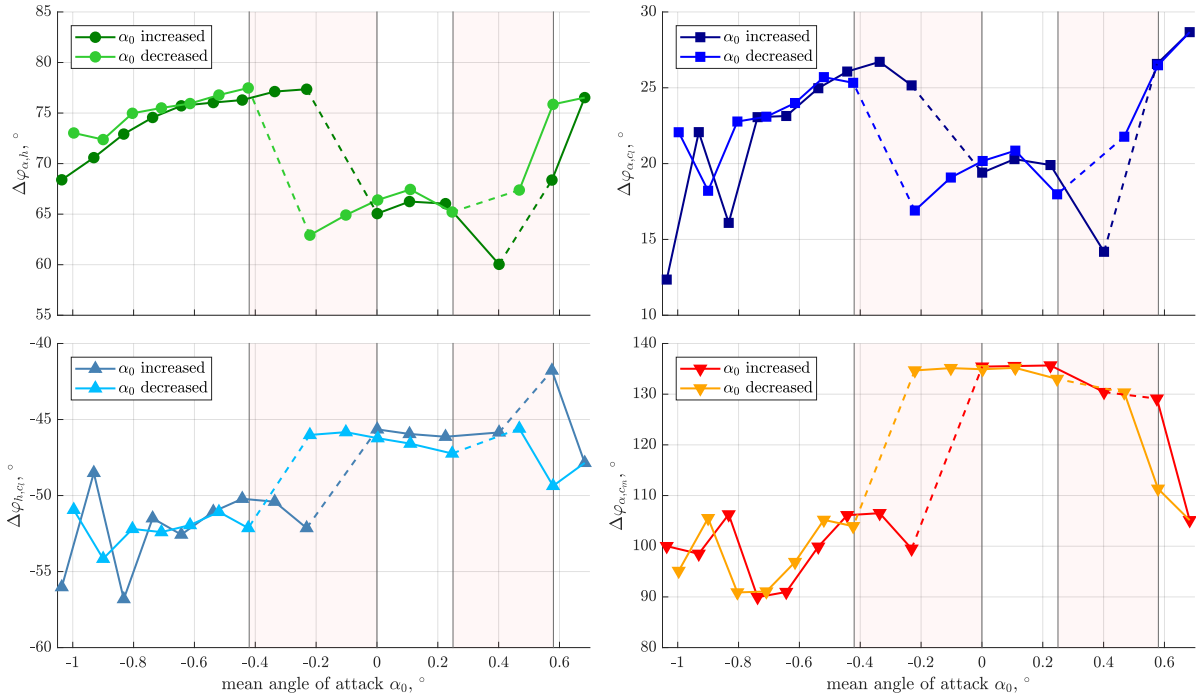 85
80
75
70
65
60
55
Δφα,h, °
α0 increased
α0 decreased
30
25
20
15
10
Δφα,cl, °
α0 increased
α0 decreased
-40
-45
-50
-55
-60
Δφh,cl, °
α0 increased
α0 decreased
-1 -0.8 -0.6 -0.4 -0.2 0 0.2 0.4 0.6
mean angle of attack α0, °
140
130
120
110
100
90
80
Δφα,cm, °
α0 increased
α0 decreased
-1 -0.8 -0.6 -0.4 -0.2 0 0.2 0.4 0.6
mean angle of attack α0, °